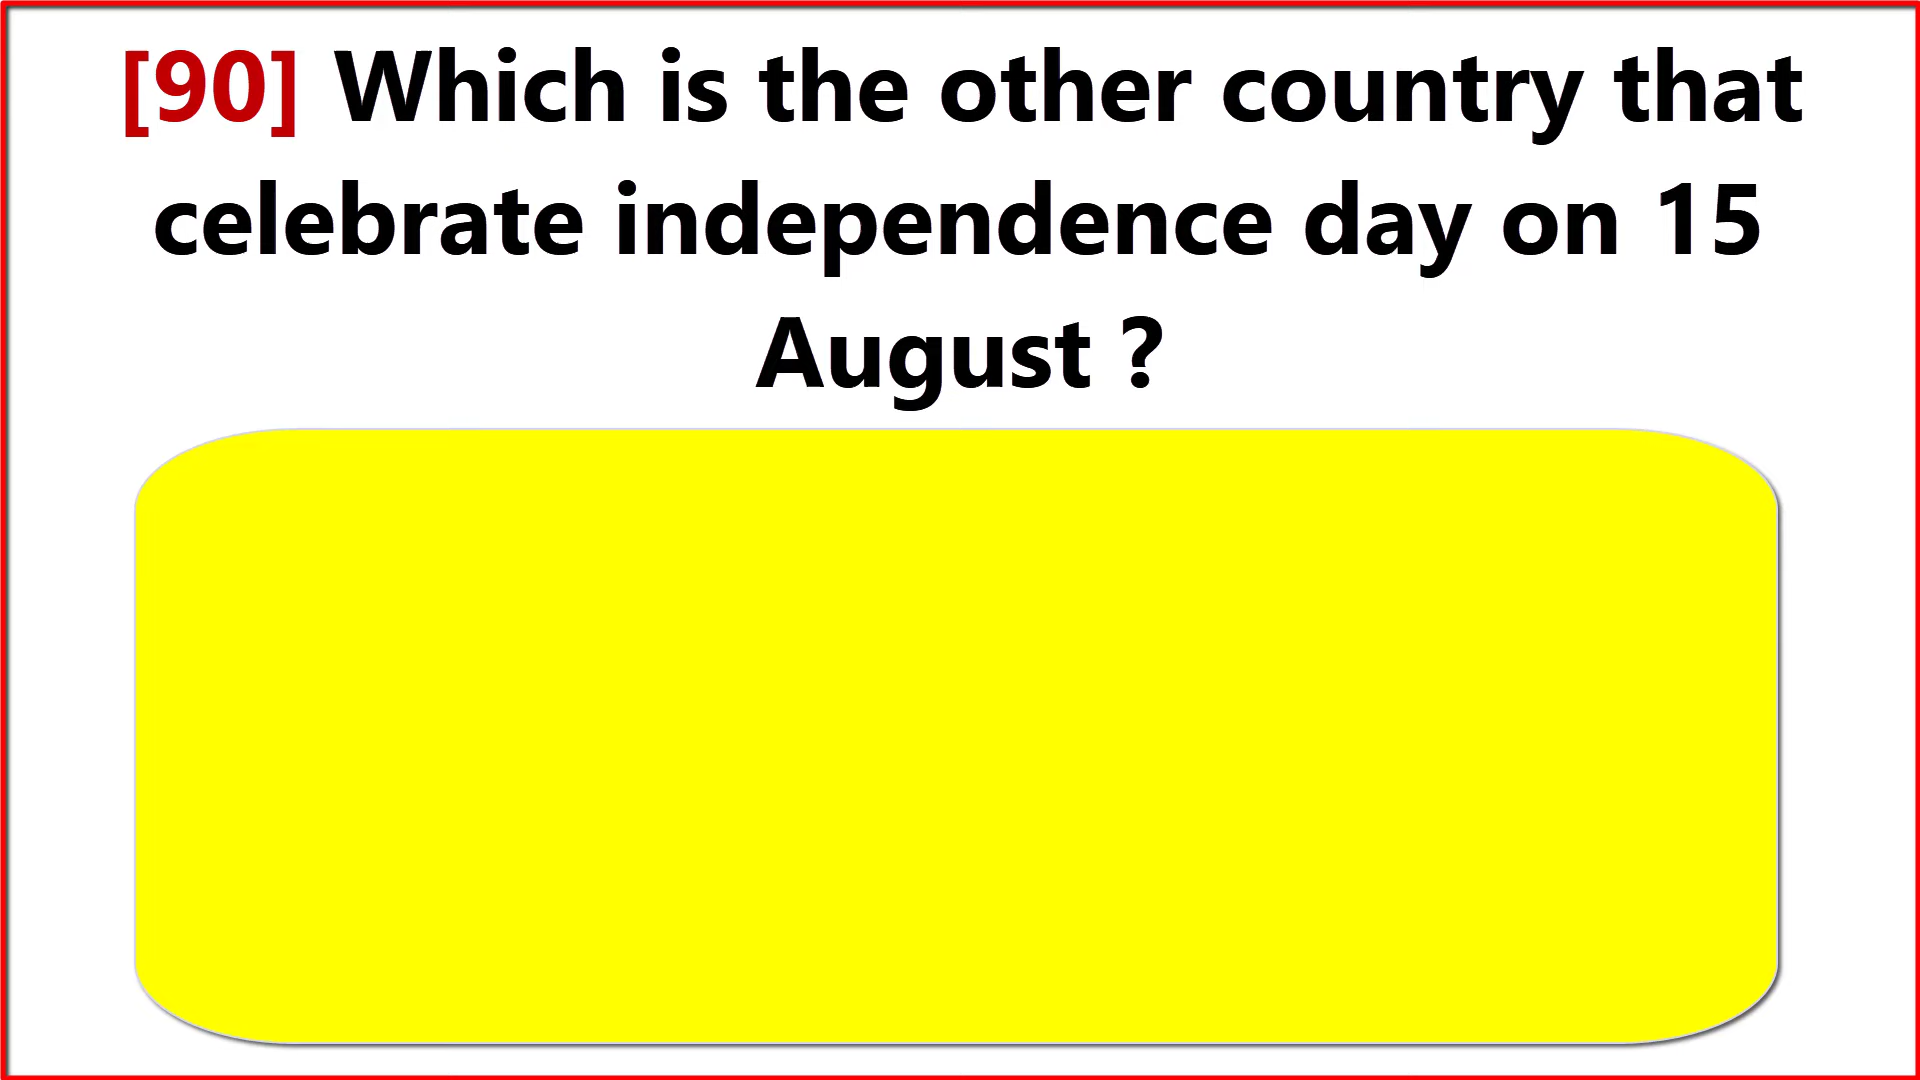 [90] Which is the other country that
celebrate independence day on 15
August ?